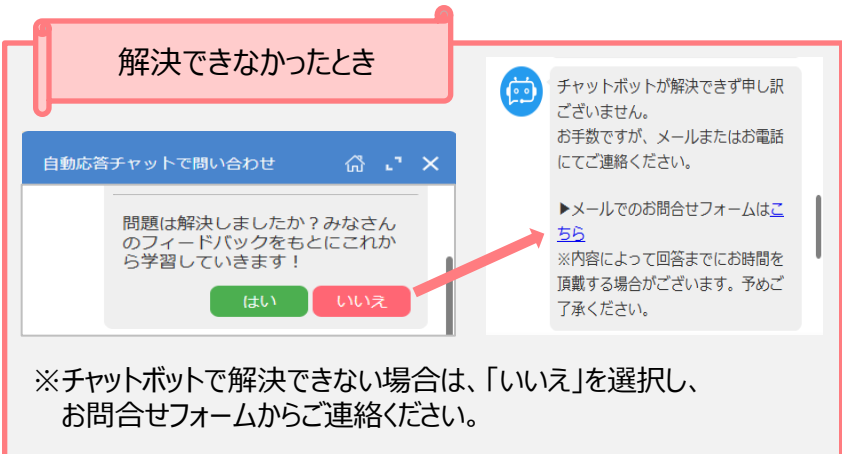 解決できなかったとき
自動応答チャットで問い合わせ
問題は解決しましたか？みなさん
のフィードバックをもとにこれか
ら学習していきます！
はい
いいえ
チャットボットが解決できず申し訳
ございません。
お手数ですが、メールまたはお電話
にてご連絡ください。
▶メールでのお問合せフォームはこ
ちら
※内容によって回答までにお時間を
頂戴する場合がございます。予めご
了承ください。
※チャットボットで解決できない場合は、「いいえ」を選択し、
お問合せフォームからご連絡ください。